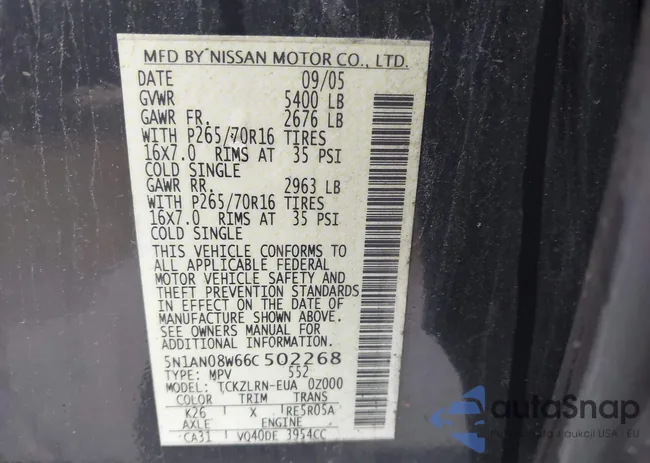 MFD BY NISSAN MOTOR CO., LTD.
DATE 09/05
GVWR 5400 LB
GAWR FR. 2676 LB
WITH P265/70R16 TIRES
16X7.0 RIMS AT 35 PSI
COLD SINGLE
GAWR RR. 2963 LB
WITH P265/70R16 TIRES
16X7.0 RIMS AT 35 PSI
COLD SINGLE
THIS VEHICLE CONFORMS TO
ALL APPLICABLE FEDERAL
MOTOR VEHICLE SAFETY AND
THEFT PREVENTION STANDARDS
IN EFFECT ON THE DATE OF
MANUFACTURE SHOWN ABOVE.
SEE OWNERS MANUAL FOR
ADDITIONAL INFORMATION.
5N1AN08W66C502268
TYPE: MPV 552
MODEL: TCKZLRN-EUA 0Z000
COLOR TRIM TRANS
K26 X RE5R05A
AXLE ENGINE
CA31 VQ40DE 3954CC
autoSnap
aukcji USA - EU